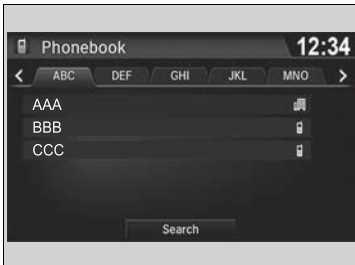 Phonebook 12:34
ABC DEF GHI JKL MNO
AAA
BBB
CCC
Search